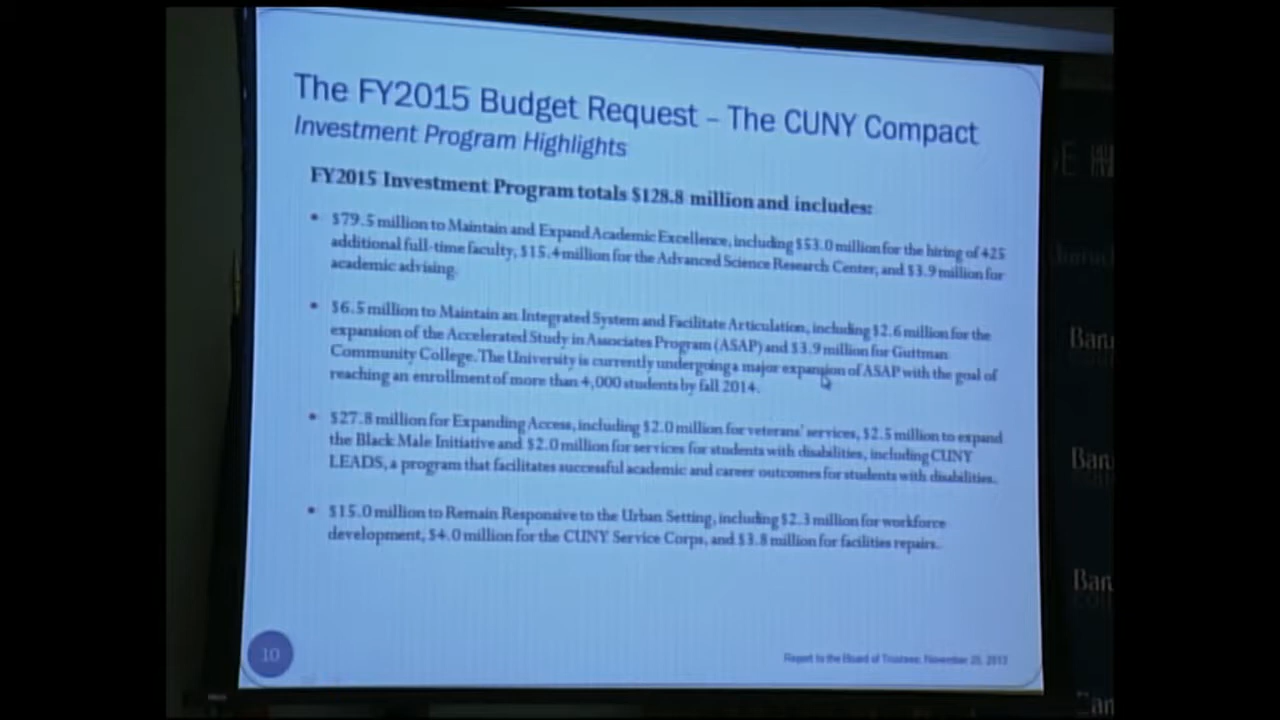 The FY2015 Budget Request – The CUNY Compact
Investment Program Highlights
FY2015 Investment Program totals $128.8 million and includes:
• $79.5 million to Maintain and Expand Academic Excellence, including $53.0 million for the hiring of 425
additional full-time faculty, $15.4 million for the Advanced Science Research Center, and $3.9 million for
academic advising.
• $6.5 million to Maintain an Integrated System and Facilitate Articulation, including $2.6 million for the
expansion of the Accelerated Study in Associates Program (ASAP) and $3.9 million for Guttman
Community College. The University is currently undergoing a major expansion of ASAP with the goal of
reaching an enrollment of more than 4,000 students by fall 2014.
• $27.8 million for Expanding Access, including $2.0 million for veterans' services, $2.5 million to expand
the Black Male Initiative and $2.0 million for services for students with disabilities, including CUNY
LEADS, a program that facilitates successful academic and career outcomes for students with disabilities.
• $15.0 million to Remain Responsive to the Urban Setting, including $2.3 million for workforce
development, $4.0 million for the CUNY Service Corps, and $3.8 million for facilities repairs.
10
Report to the Board of Trustees, November 25, 2013
Bar
Bar
Bar